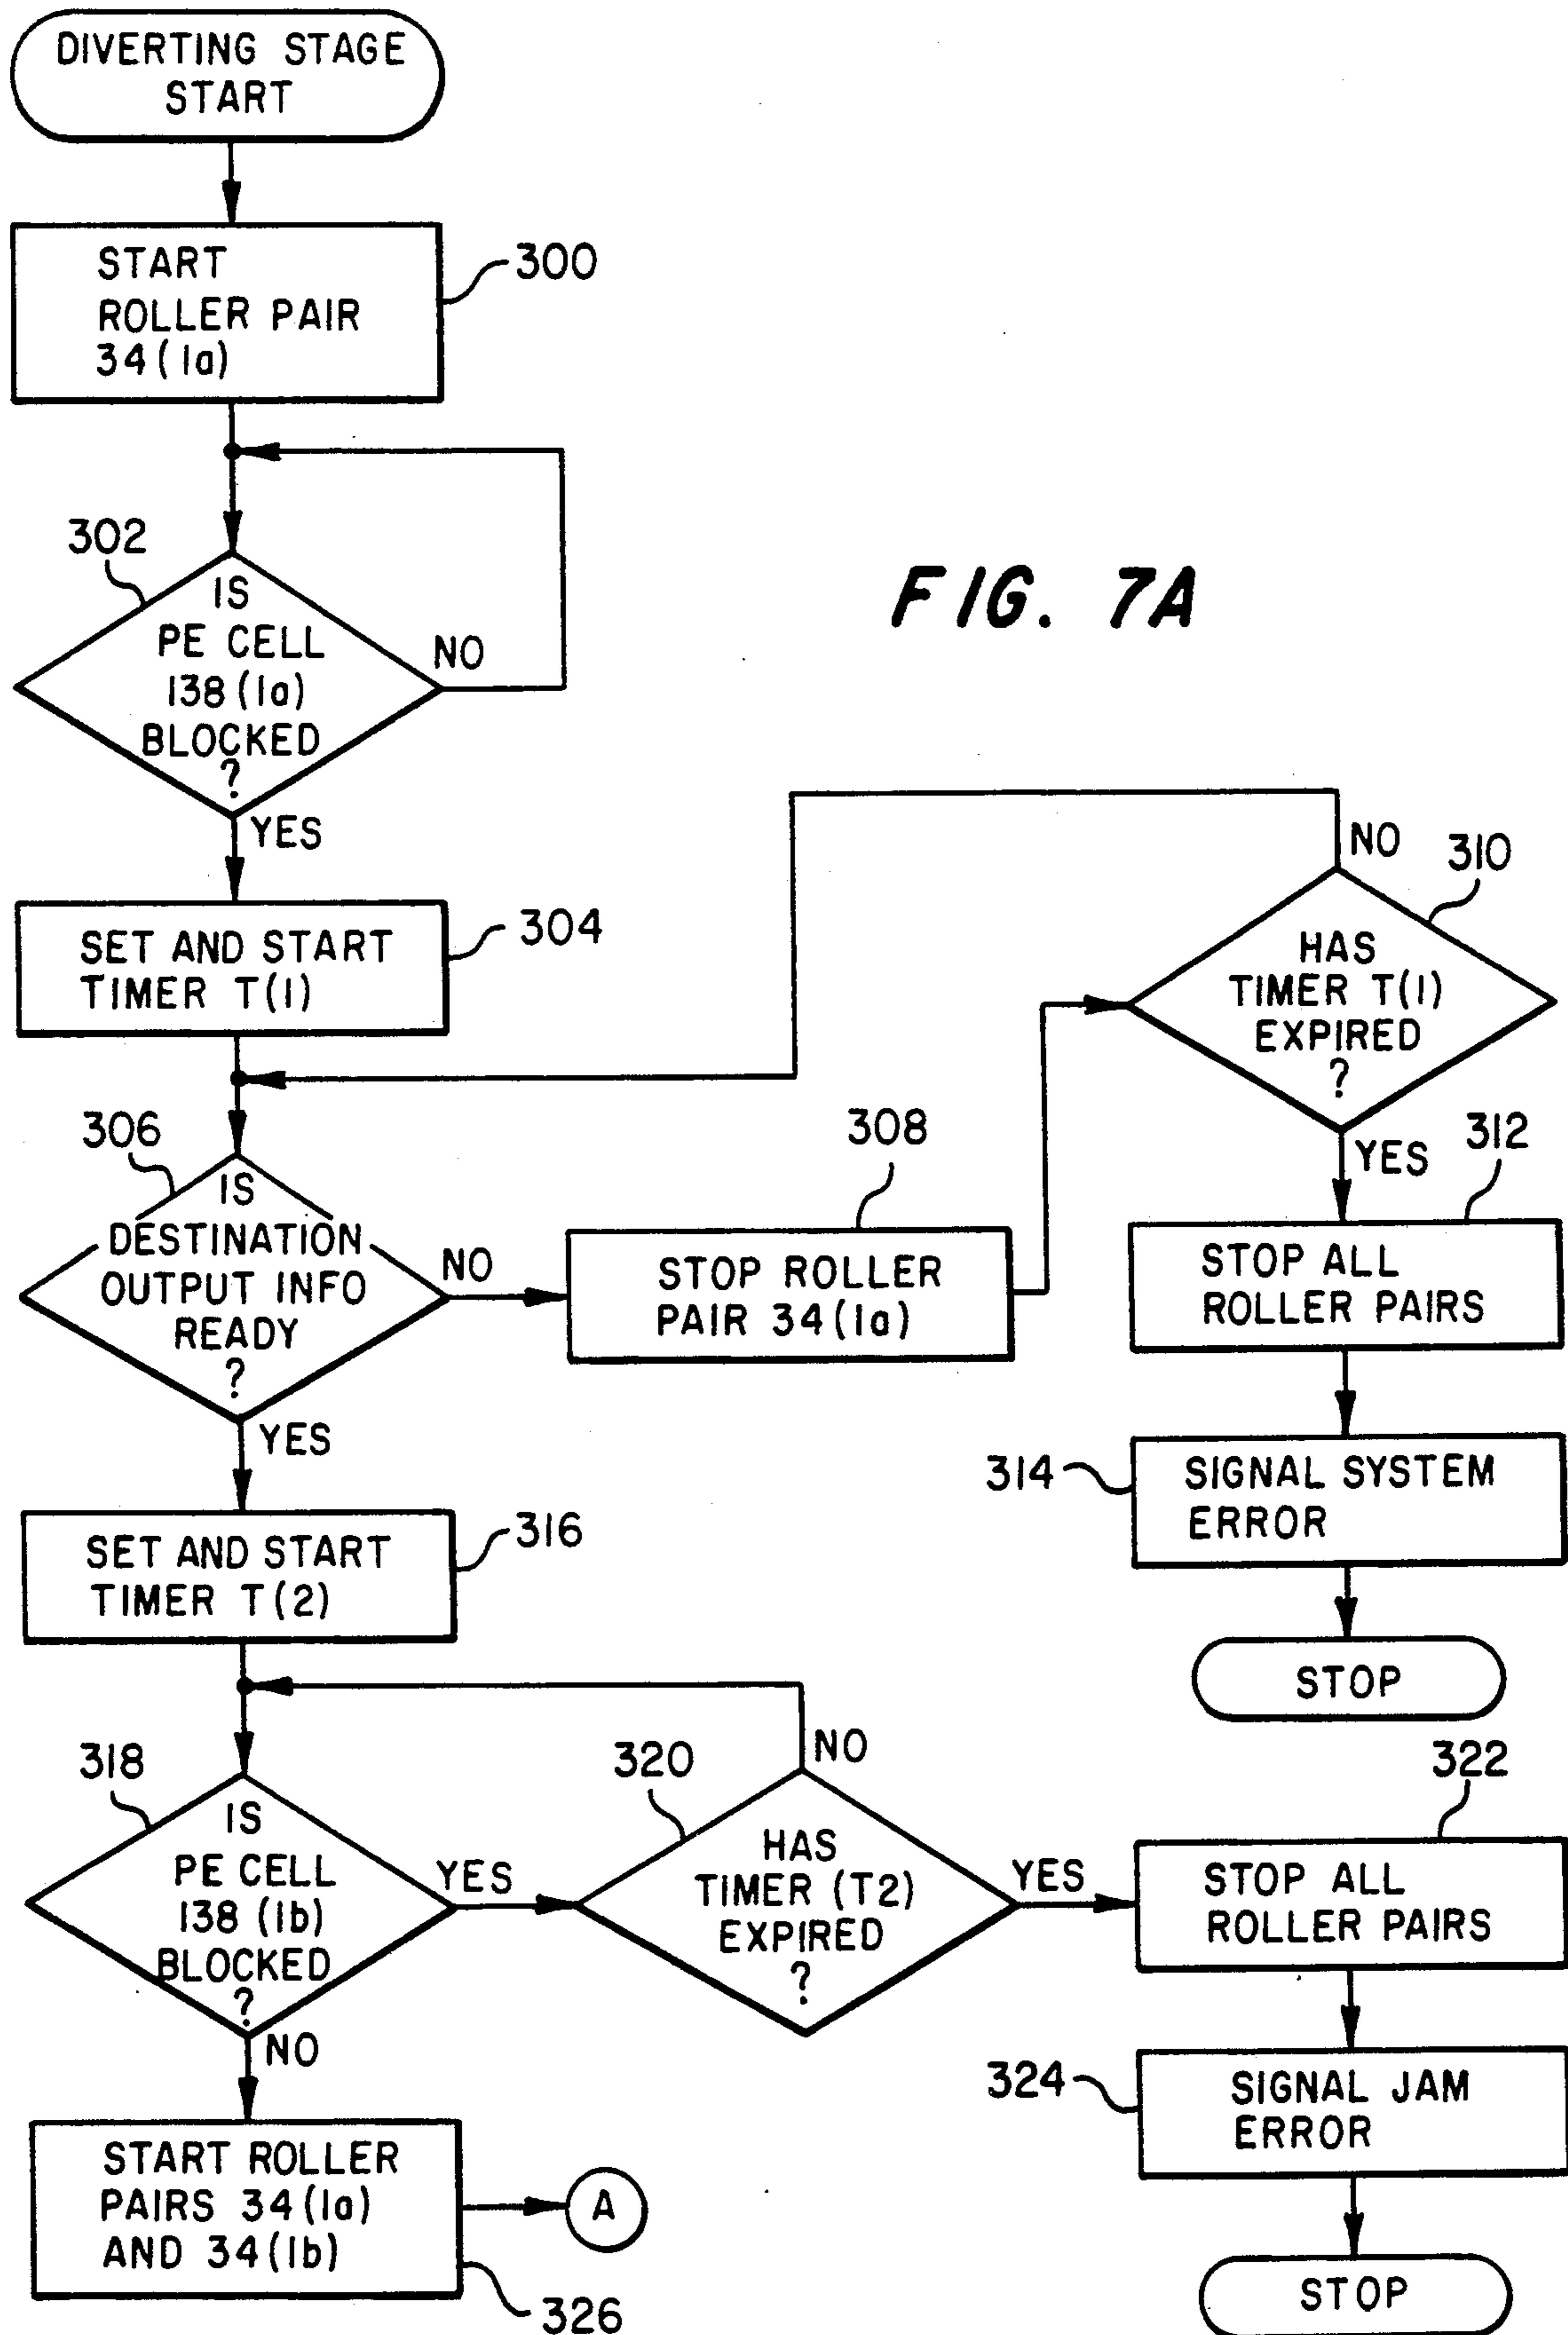 DIVERTING STAGE
START
START
ROLLER PAIR
34(1a)
300
302
IS
PE CELL
138(1a)
BLOCKED
?
NO
YES
FIG. 7A
SET AND START
TIMER T(1)
304
NO
310
HAS
TIMER T(1)
EXPIRED
?
YES
306
IS
DESTINATION
OUTPUT INFO
READY
?
NO
YES
308
STOP ROLLER
PAIR 34(1a)
312
STOP ALL
ROLLER PAIRS
314
SIGNAL SYSTEM
ERROR
STOP
SET AND START
TIMER T(2)
316
318
IS
PE CELL
138 (1b)
BLOCKED
?
YES
NO
320
NO
HAS
TIMER (T2)
EXPIRED
?
YES
322
STOP ALL
ROLLER PAIRS
324
SIGNAL JAM
ERROR
STOP
START ROLLER
PAIRS 34(1a)
AND 34(1b)
326
A